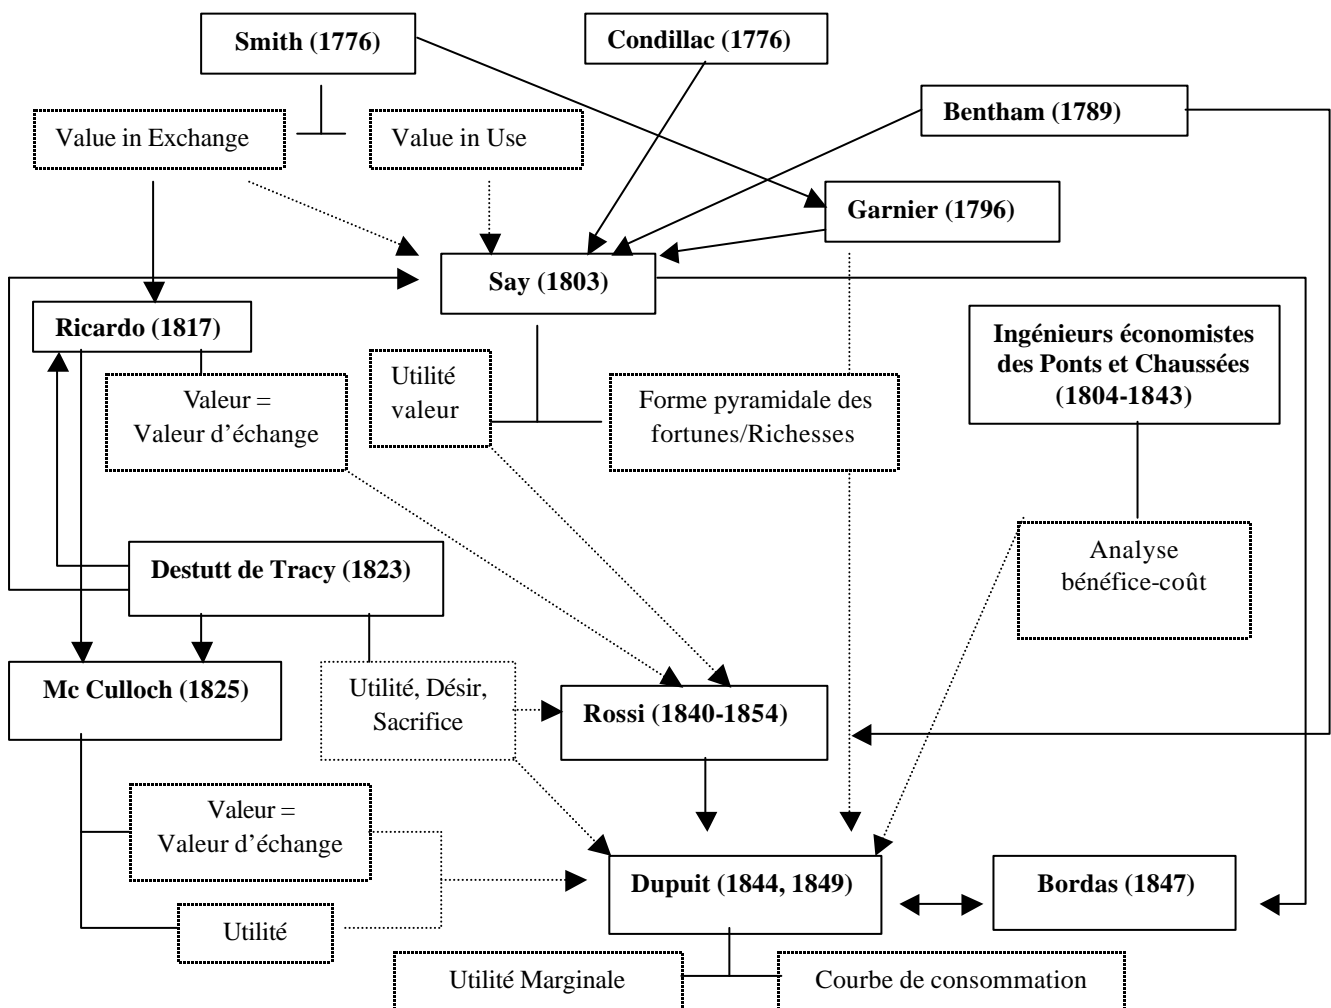 Smith (1776)
Condillac (1776)
Bentham (1789)
Value in Exchange
Value in Use
Garnier (1796)
Say (1803)
Ricardo (1817)
Ingénieurs économistes
des Ponts et Chaussées
(1804-1843)
Utilité
valeur
Valeur =
Valeur d’échange
Forme pyramidale des
fortunes/Richesses
Analyse
bénéfice-coût
Destutt de Tracy (1823)
Mc Culloch (1825)
Utilité, Désir,
Sacrifice
Rossi (1840-1854)
Valeur =
Valeur d’échange
Dupuit (1844, 1849)
Bordas (1847)
Utilité
Utilité Marginale
Courbe de consommation